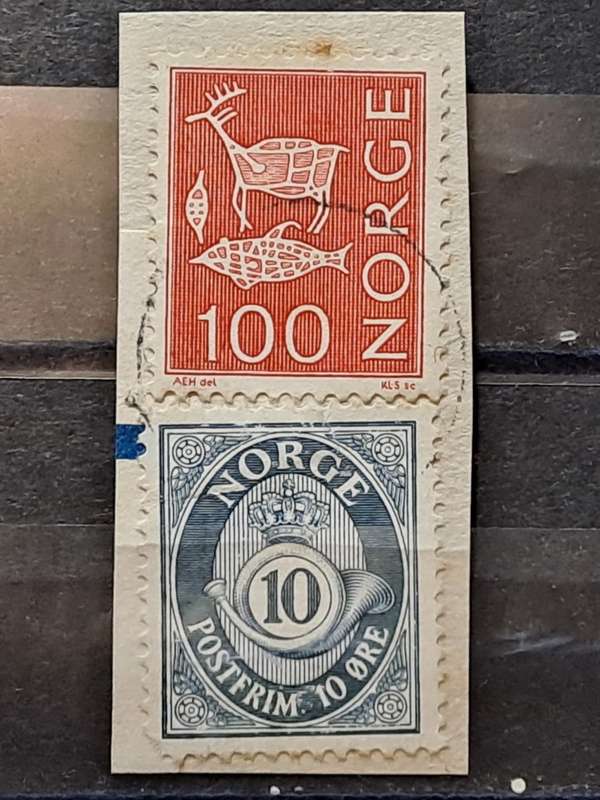 NORGE
100
AEH del
KLS sc
NORGE
10
POSTFRIM. 10 ØRE